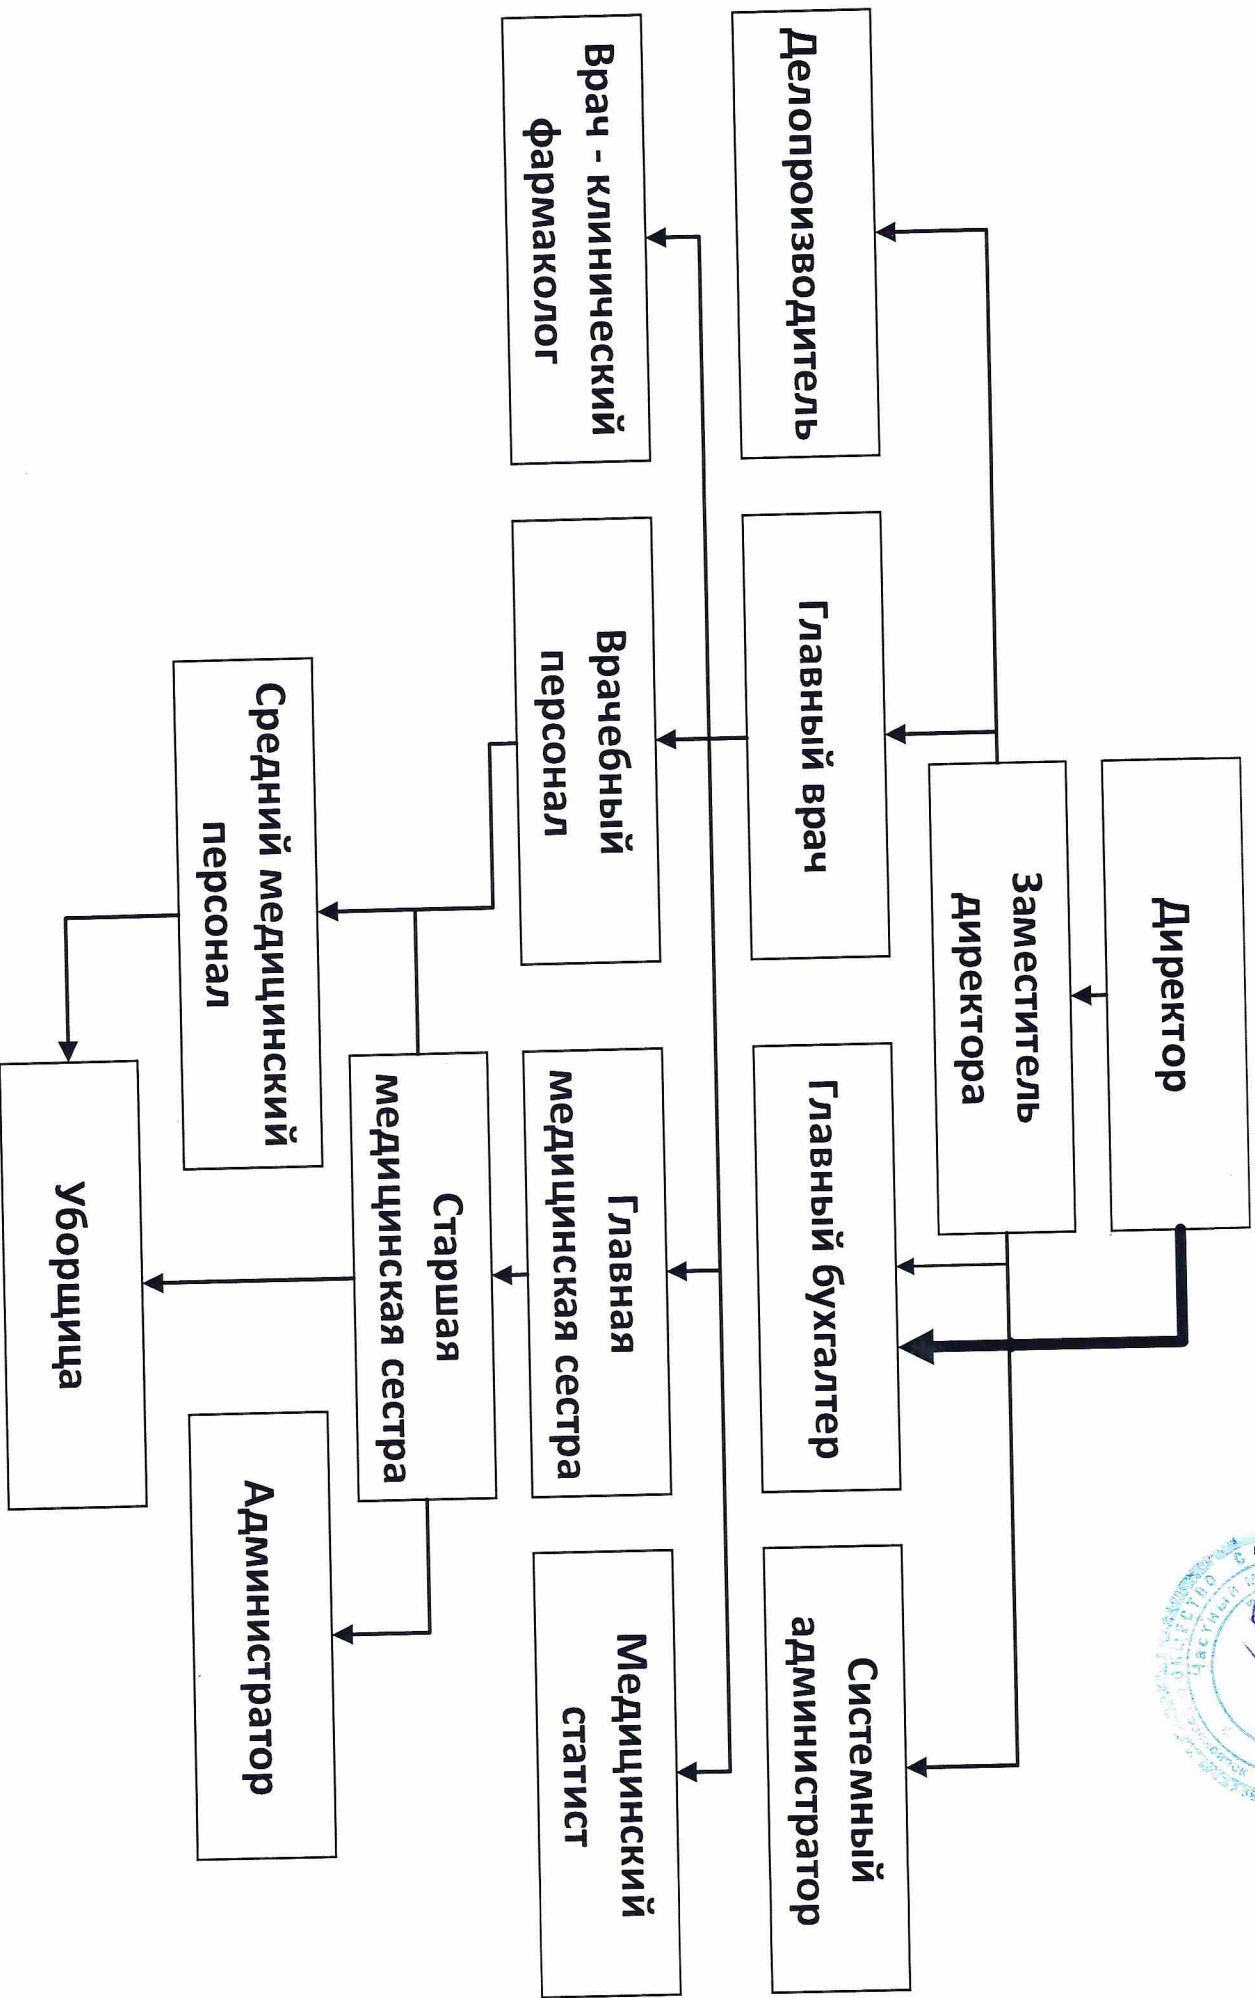 Директор
Заместитель
директора
Делопроизводитель
Главный врач
Главный бухгалтер
Системный
администратор
Врач - клинический
фармаколог
Врачебный
персонал
Главная
медицинская сестра
Медицинский
статист
Старшая
медицинская сестра
Средний медицинский
персонал
Администратор
Уборщица